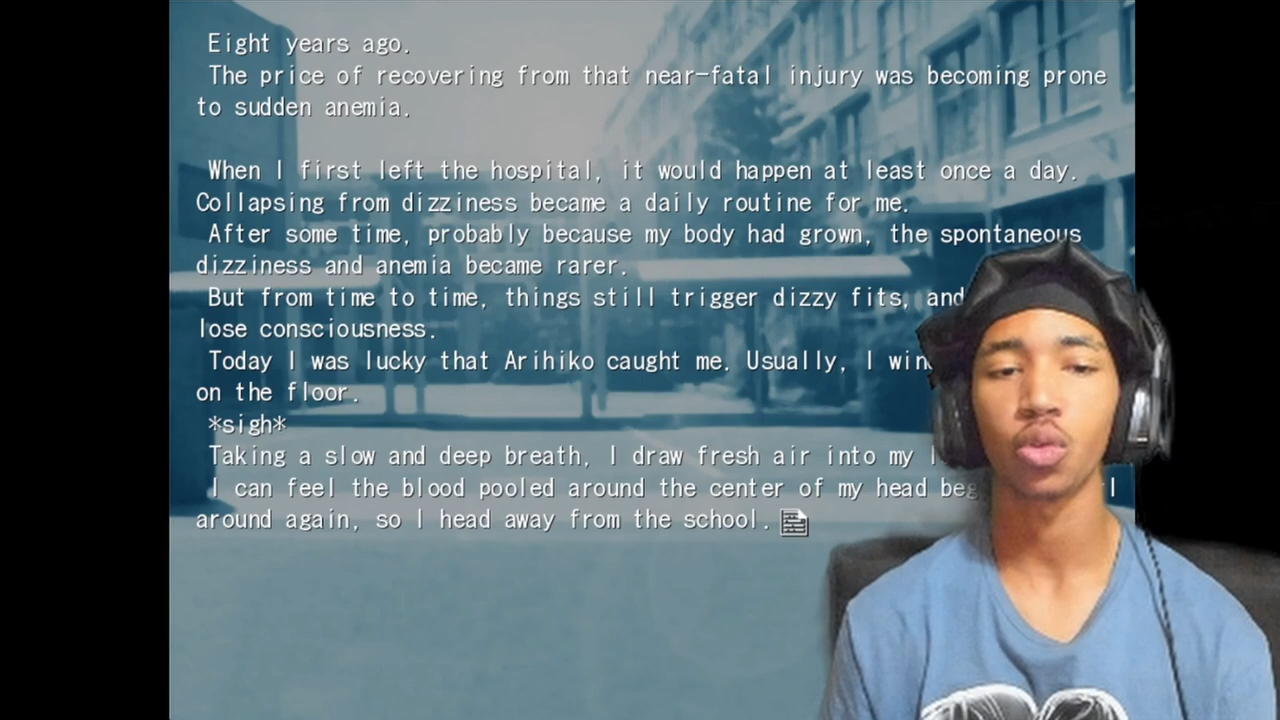 Eight years ago.
The price of recovering from that near-fatal injury was becoming prone
to sudden anemia.
When I first left the hospital, it would happen at least once a day.
Collapsing from dizziness became a daily routine for me.
After some time, probably because my body had grown, the spontaneous
dizziness and anemia became rarer.
But from time to time, things still trigger dizzy fits, and
lose consciousness.
Today I was lucky that Arihiko caught me. Usually, I
on the floor.
*sigh*
Taking a slow and deep breath, I draw fresh air into my
I can feel the blood pooled around the center of my head
around again, so I head away from the school.